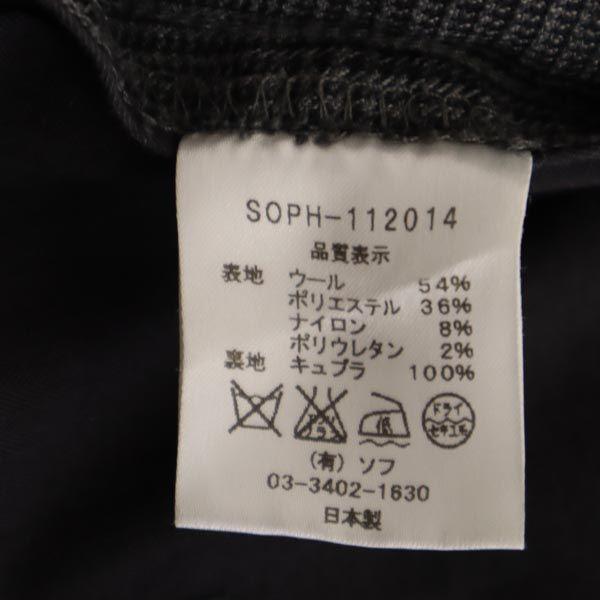 SOPH-112014
品質表示
表地 ウール 54%
ポリエステル 36%
ナイロン 8%
ポリウレタン 2%
裏地 キュプラ 100%
低 ドライ
セキユ系
(有) ソフ
03-3402-1630
日本製